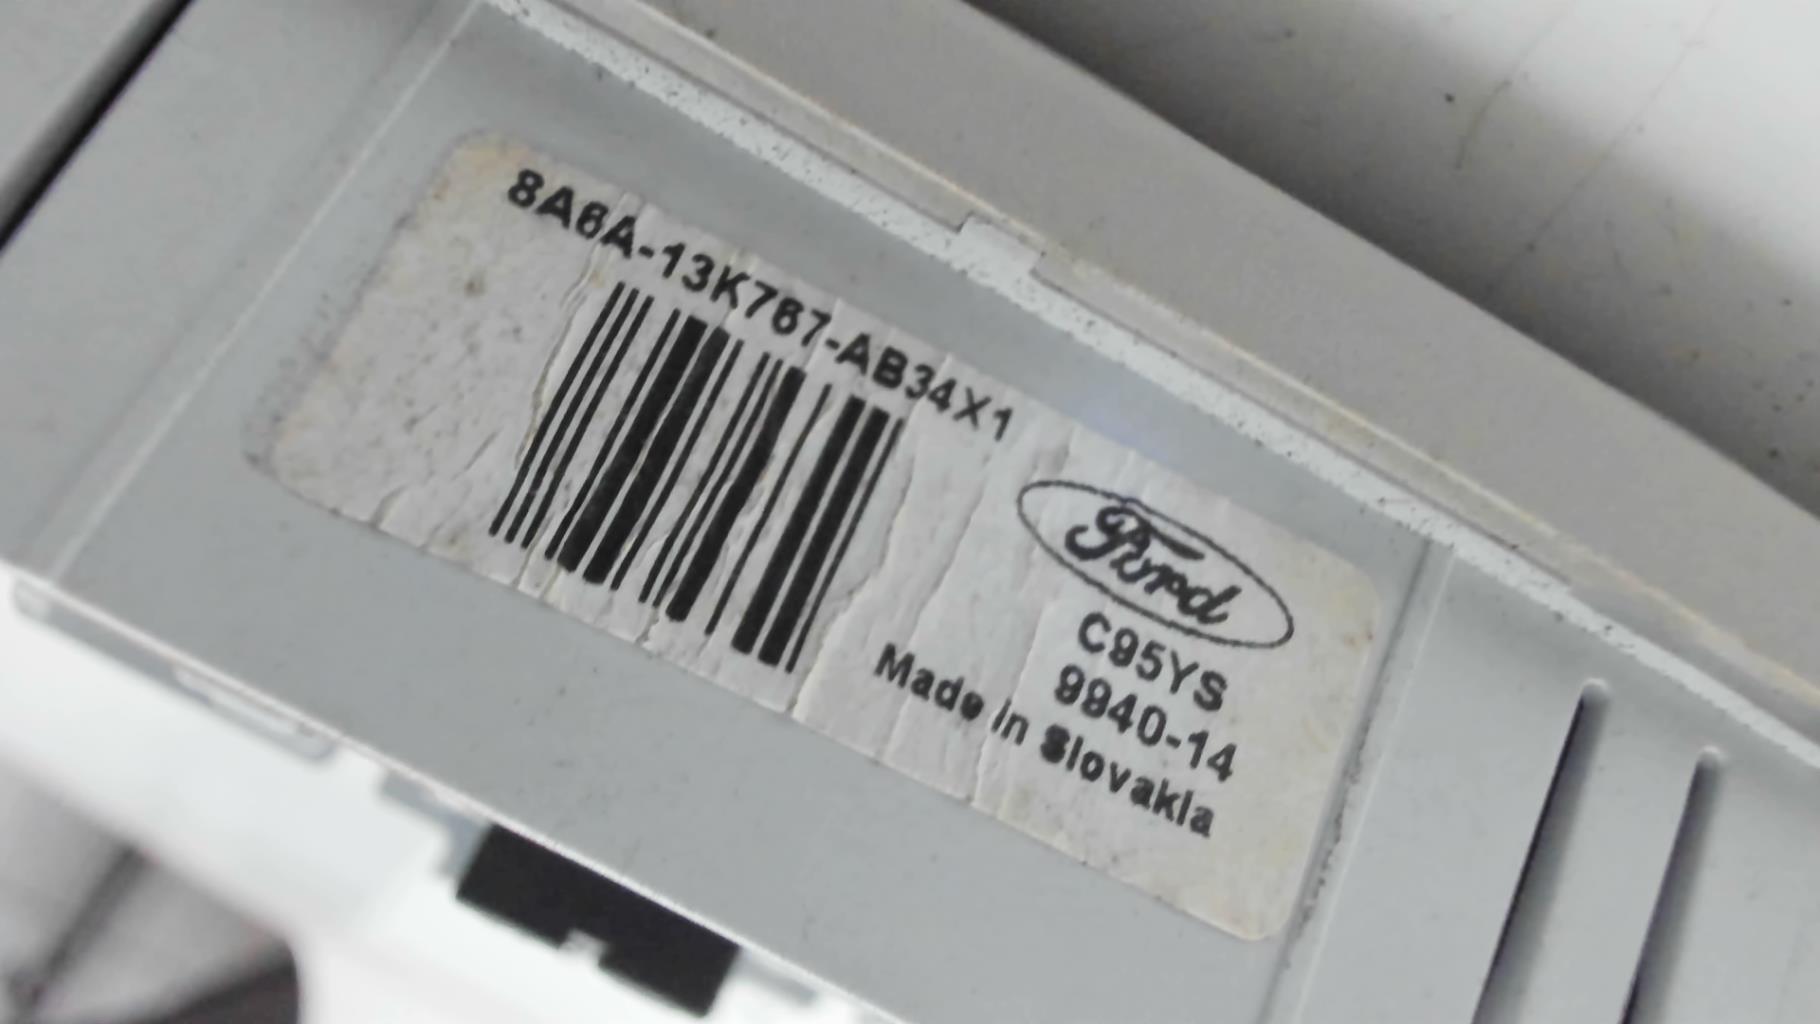 8A6A-13K767-AB34X1
Ford
C95YS
9940-14
Made in Slovakia